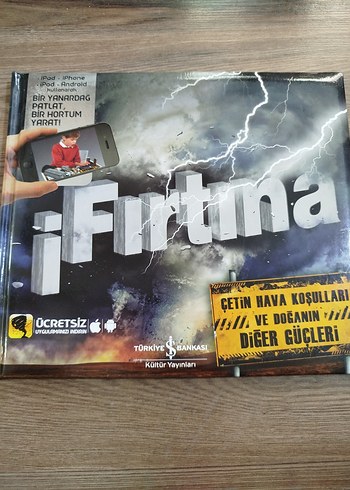 iPad - iPhone
iPod - Android
kullanarak
BİR YANARDAĞ
PATLAT,
BİR HORTUM
YARAT!
iFırtına
ÇETİN HAVA KOŞULLARI
VE DOĞANIN
DİĞER GÜÇLERİ
ÜCRETSİZ
UYGULAMANIZI İNDİRİN
TÜRKİYE İŞ BANKASI
Kültür Yayınları